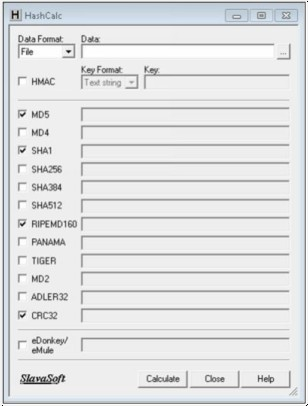 H HashCalc
Data Format: Data:
File ...
HMAC Key Format: Key:
Text string
MD5
MD4
SHA1
SHA256
SHA384
SHA512
RIPEMD160
PANAMA
TIGER
MD2
ADLER32
CRC32
eDonkey/
eMule
SlavaSoft Calculate Close Help